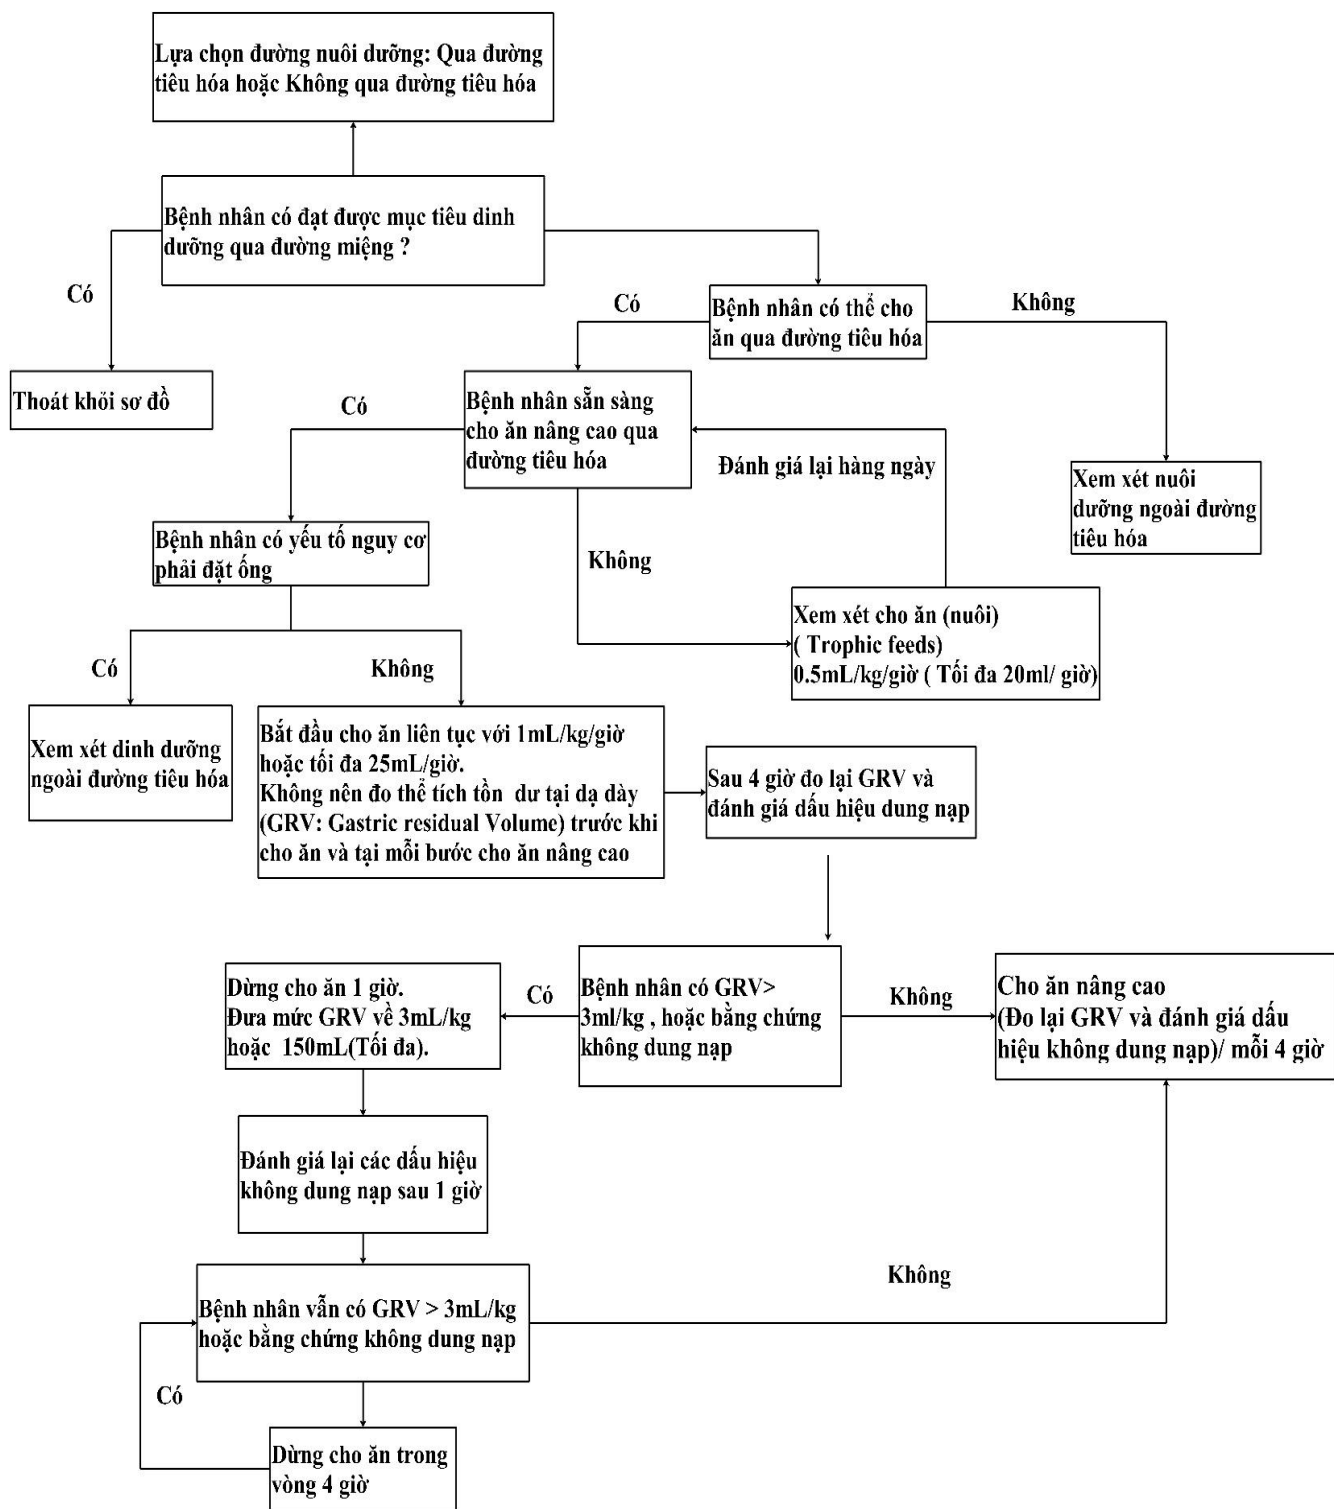 Lựa chọn đường nuôi dưỡng: Qua đường
tiêu hóa hoặc Không qua đường tiêu hóa
Bệnh nhân có đạt được mục tiêu dinh
dưỡng qua đường miệng ?
Có
Bệnh nhân có thể cho
ăn qua đường tiêu hóa
Có
Không
Thoát khỏi sơ đồ
Bệnh nhân sẵn sàng
cho ăn nâng cao qua
đường tiêu hóa
Có
Đánh giá lại hàng ngày
Xem xét nuôi
dưỡng ngoài đường
tiêu hóa
Bệnh nhân có yếu tố nguy cơ
phải đặt ống
Không
Xem xét cho ăn (nuôi)
( Trophic feeds)
0.5mL/kg/giờ ( Tối đa 20ml/ giờ)
Có
Không
Xem xét dinh dưỡng
ngoài đường tiêu hóa
Bắt đầu cho ăn liên tục với 1mL/kg/giờ
hoặc tối đa 25mL/giờ.
Không nên đo thể tích tồn dư tại dạ dày
(GRV: Gastric residual Volume) trước khi
cho ăn và tại mỗi bước cho ăn nâng cao
Sau 4 giờ đo lại GRV và
đánh giá dấu hiệu dung nạp
Bệnh nhân có GRV>
3ml/kg , hoặc bằng chứng
không dung nạp
Có
Không
Dừng cho ăn 1 giờ.
Đưa mức GRV về 3mL/kg
hoặc 150mL(Tối đa).
Cho ăn nâng cao
(Đo lại GRV và đánh giá dấu
hiệu không dung nạp)/ mỗi 4 giờ
Đánh giá lại các dấu hiệu
không dung nạp sau 1 giờ
Bệnh nhân vẫn có GRV > 3mL/kg
hoặc bằng chứng không dung nạp
Không
Có
Dừng cho ăn trong
vòng 4 giờ